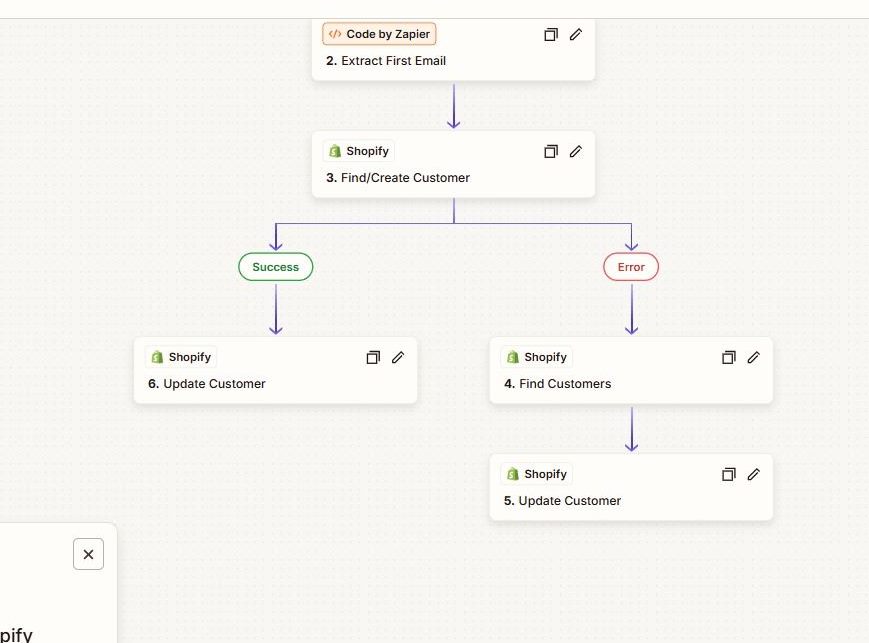 Code by Zapier
2. Extract First Email
Shopify
3. Find/Create Customer
Success
Error
Shopify
6. Update Customer
Shopify
4. Find Customers
Shopify
5. Update Customer
pify